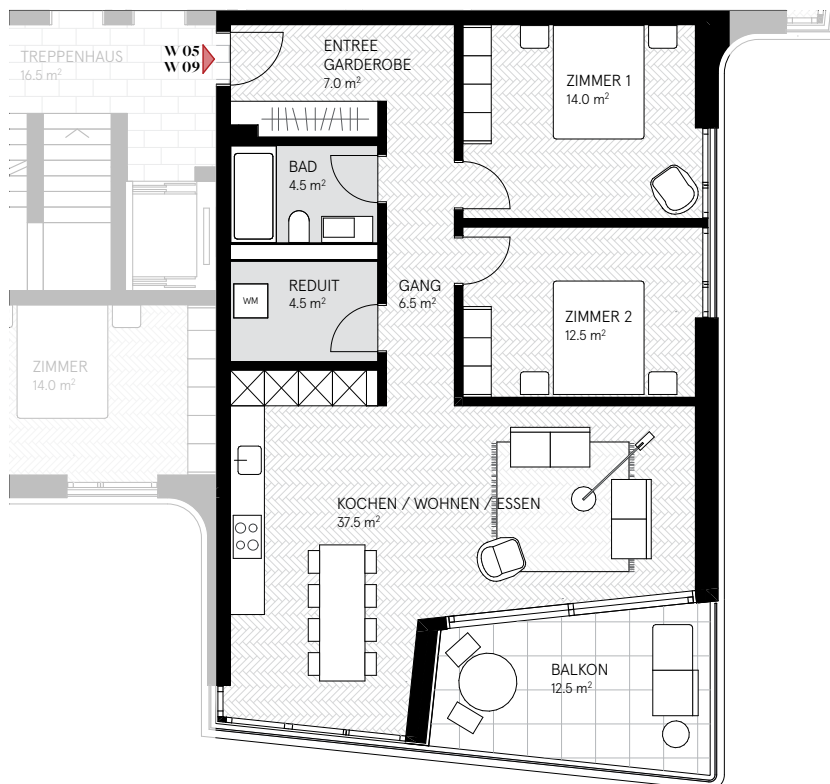 TREPPENHAUS
16.5 m²
W 05
W 09
ENTREE
GARDEROBE
7.0 m²
ZIMMER 1
14.0 m²
BAD
4.5 m²
REDUIT
4.5 m²
WM
GANG
6.5 m²
ZIMMER 2
12.5 m²
ZIMMER
14.0 m²
KOCHEN / WOHNEN / ESSEN
37.5 m²
BALKON
12.5 m²